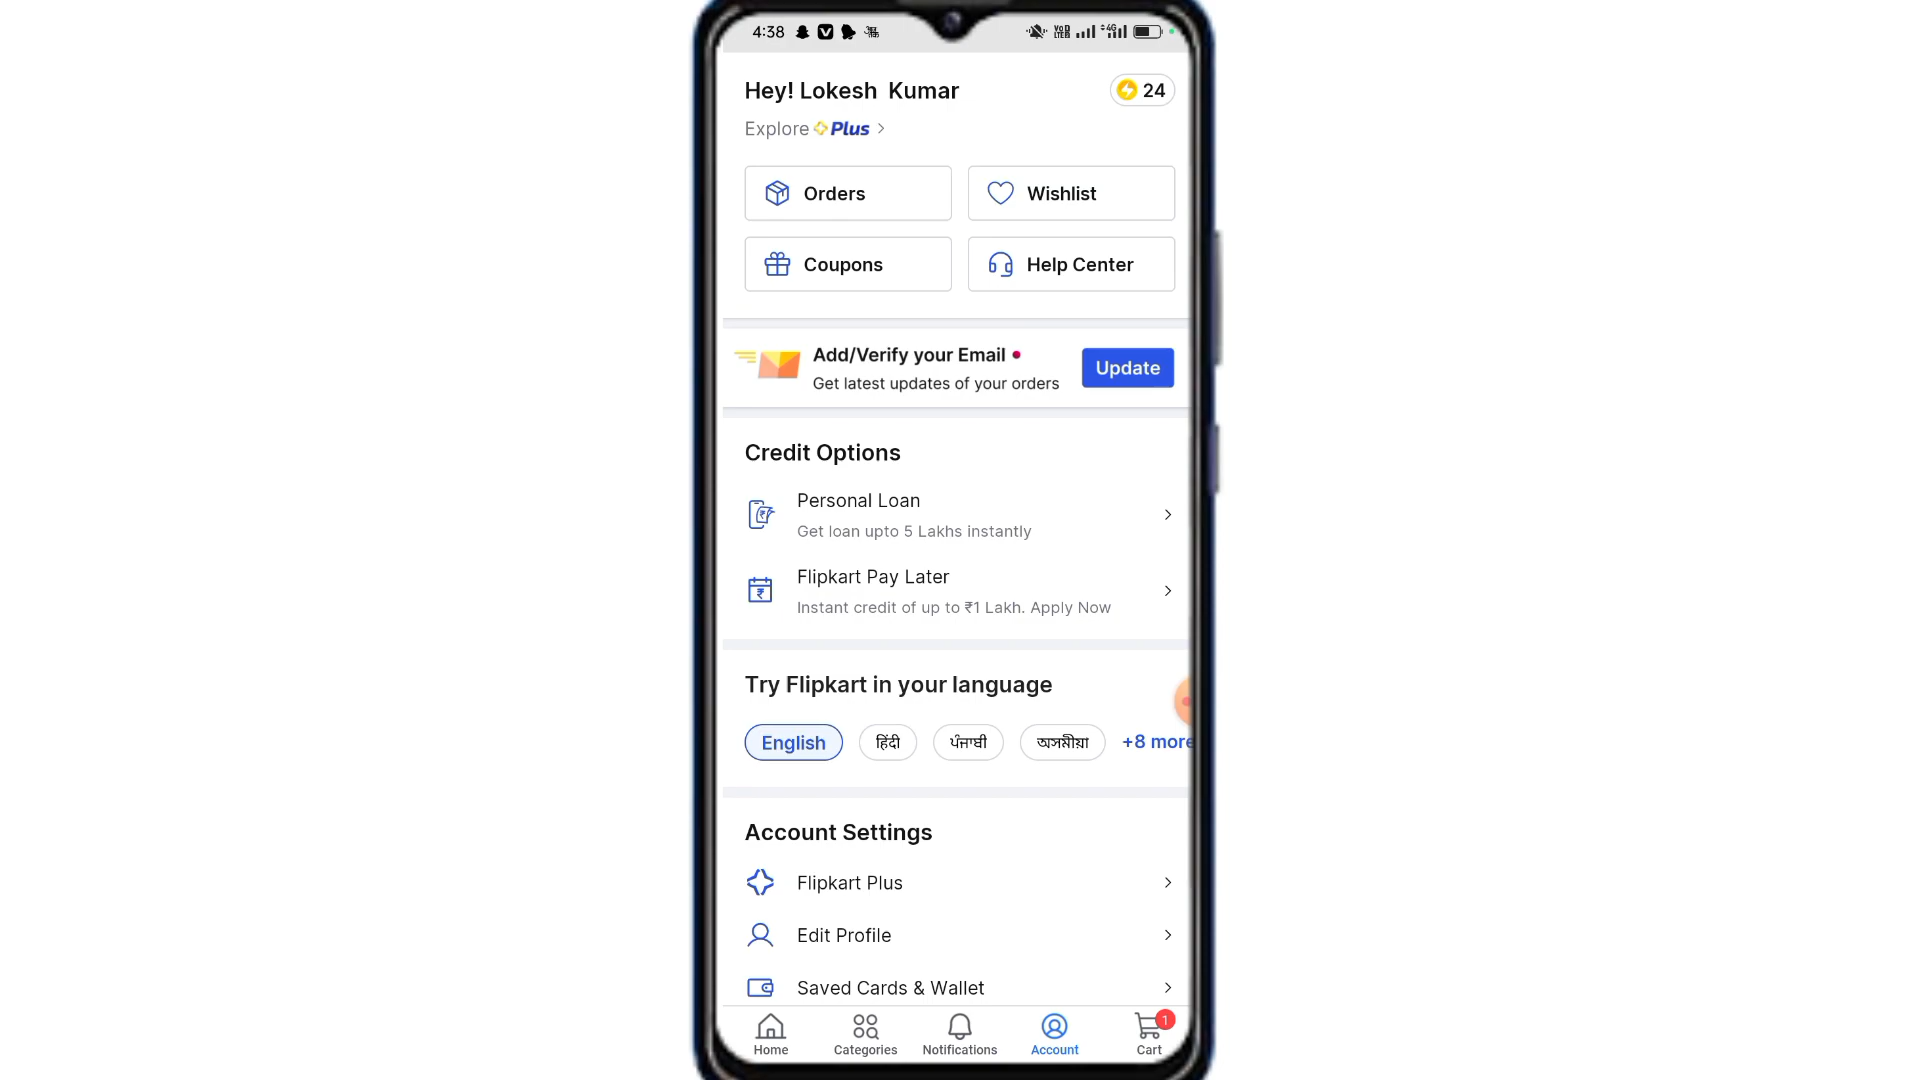 4:38
Hey! Lokesh Kumar
24
Explore Plus
Orders
Wishlist
Coupons
Help Center
Add/Verify your Email
Get latest updates of your orders
Update
Credit Options
Personal Loan
Get loan upto 5 Lakhs instantly
Flipkart Pay Later
Instant credit of up to ₹1 Lakh. Apply Now
Try Flipkart in your language
English हिंदी ਪੰਜਾਬੀ অসমীয়া +8 more
Account Settings
Flipkart Plus
Edit Profile
Saved Cards & Wallet
1
Home Categories Notifications Account Cart